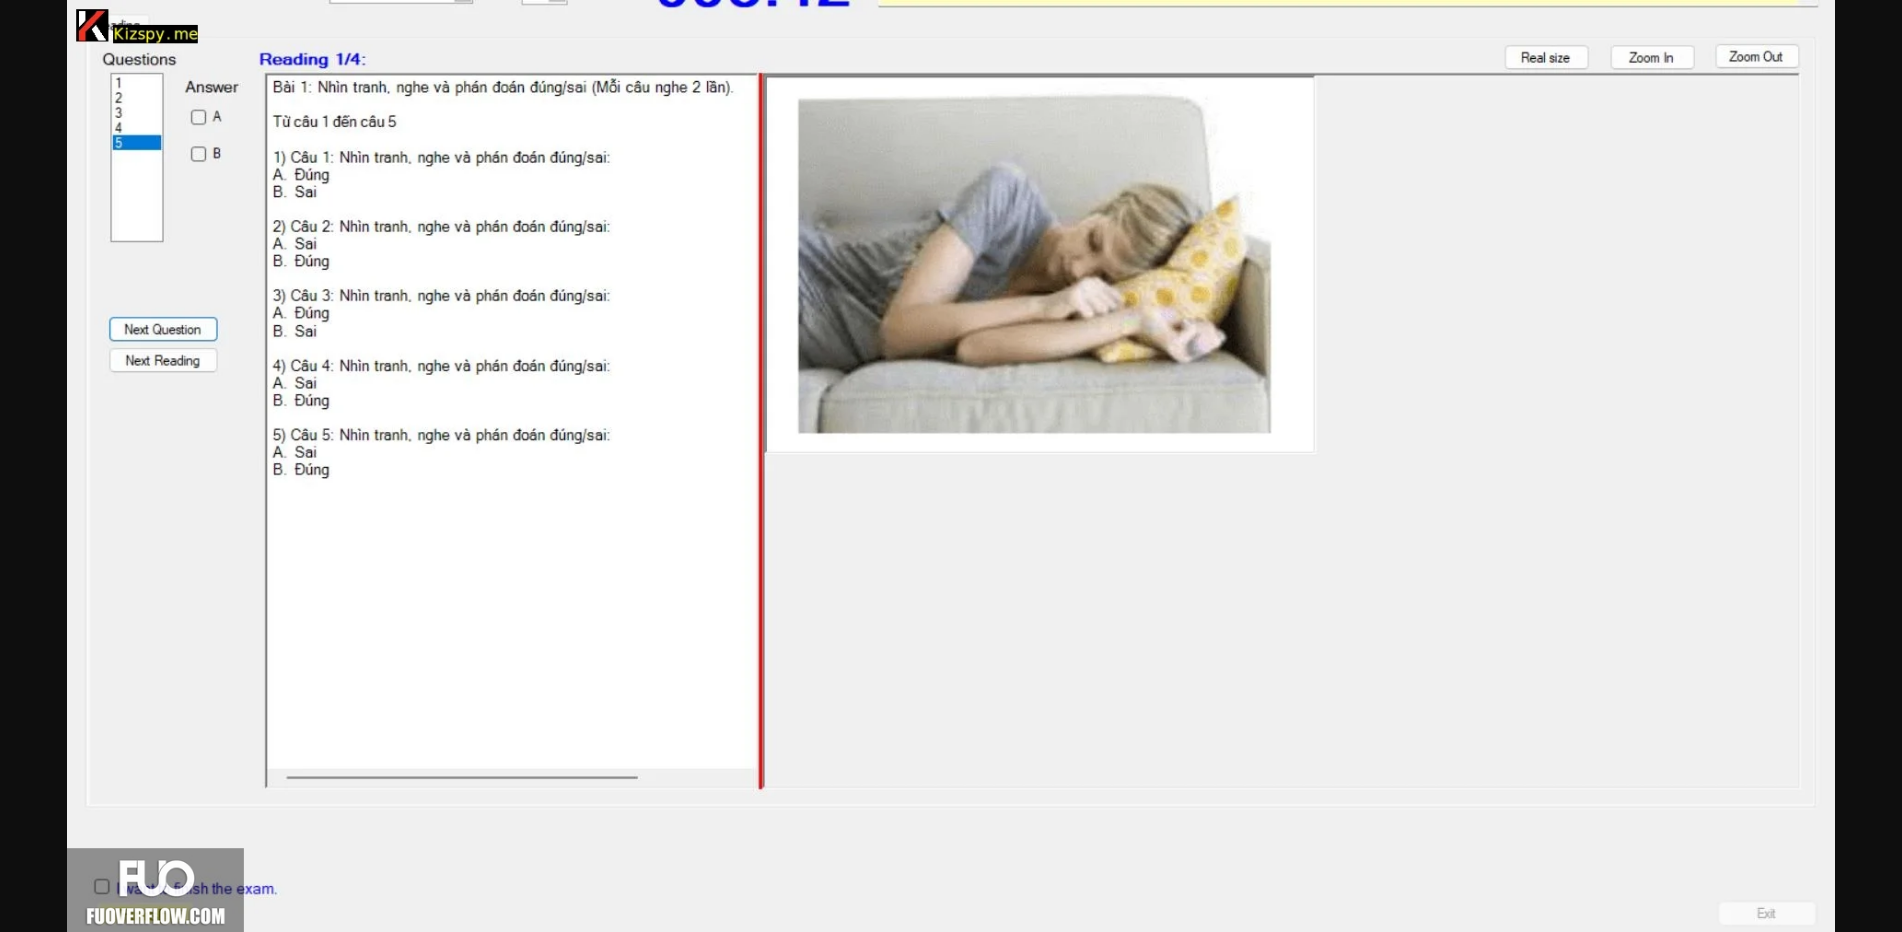 Kizspy.me
Questions
Reading 1/4:
Real size
Zoom In
Zoom Out
1
2
3
4
5
Answer
A
B
Next Question
Next Reading
Bài 1: Nhìn tranh, nghe và phán đoán đúng/sai (Mỗi câu nghe 2 lần).
Từ câu 1 đến câu 5
1) Câu 1: Nhìn tranh, nghe và phán đoán đúng/sai:
A. Đúng
B. Sai
2) Câu 2: Nhìn tranh, nghe và phán đoán đúng/sai:
A. Sai
B. Đúng
3) Câu 3: Nhìn tranh, nghe và phán đoán đúng/sai:
A. Đúng
B. Sai
4) Câu 4: Nhìn tranh, nghe và phán đoán đúng/sai:
A. Sai
B. Đúng
5) Câu 5: Nhìn tranh, nghe và phán đoán đúng/sai:
A. Sai
B. Đúng
FUO
the exam.
FUOVERFLOW.COM
Exit